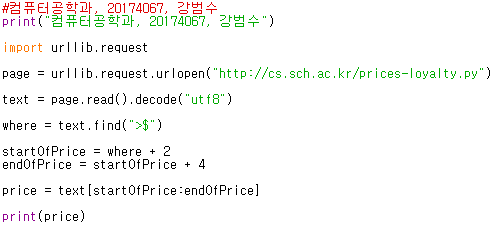 #컴퓨터공학과, 20174067, 강범수
print("컴퓨터공학과, 20174067, 강범수")
import urllib.request
page = urllib.request.urlopen("http://cs.sch.ac.kr/prices-loyalty.py")
text = page.read().decode("utf8")
where = text.find(">$")
startOfPrice = where + 2
endOfPrice = startOfPrice + 4
price = text[startOfPrice:endOfPrice]
print(price)